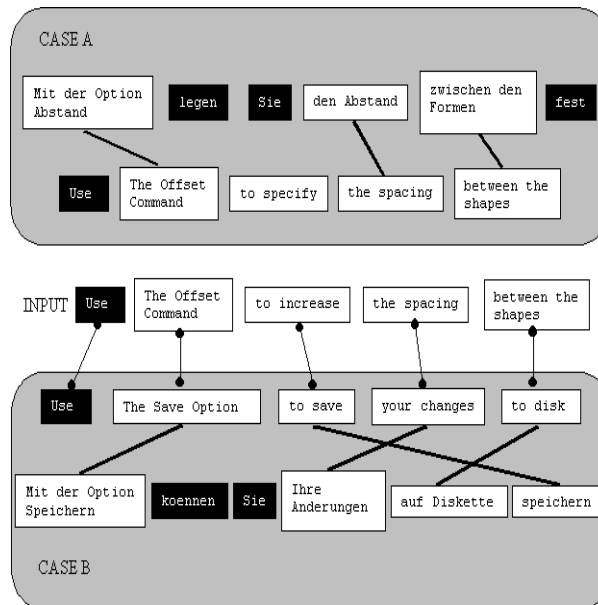 CASE A
Mit der Option
Abstand
legen
Sie
den Abstand
zwischen den
Formen
fest
Use
The Offset
Command
to specify
the spacing
between the
shapes
INPUT
Use
The Offset
Command
to increase
the spacing
between the
shapes
Use
The Save Option
to save
your changes
to disk
Mit der Option
Speichern
koennen
Sie
Ihre
Anderungen
auf Diskette
speichern
CASE B